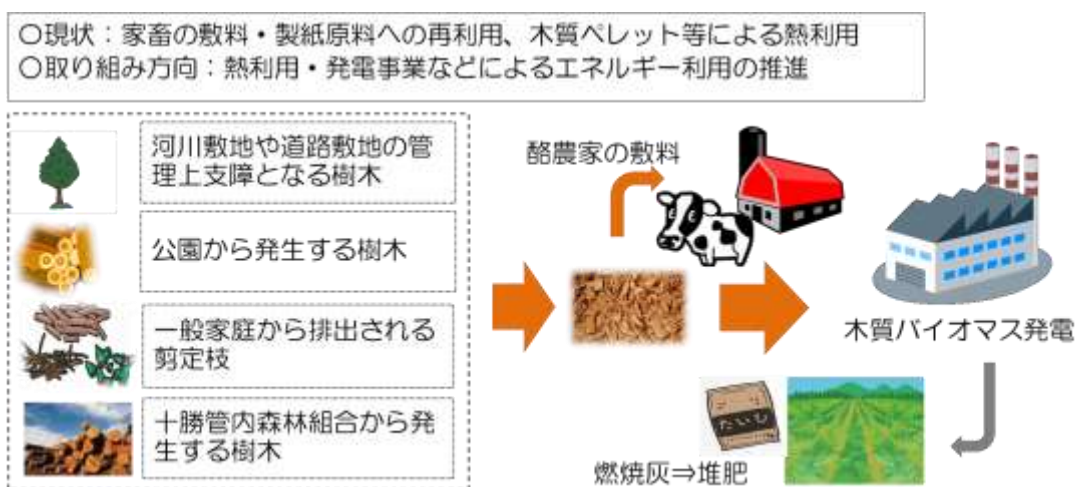 ○現状：家畜の敷料・製紙原料への再利用、木質ペレット等による熱利用
○取り組み方向：熱利用・発電事業などによるエネルギー利用の推進
河川敷地や道路敷地の管
理上支障となる樹木
公園から発生する樹木
一般家庭から排出される
剪定枝
十勝管内森林組合から発
生する樹木
酪農家の敷料
木質バイオマス発電
たいひ
燃焼灰⇒堆肥